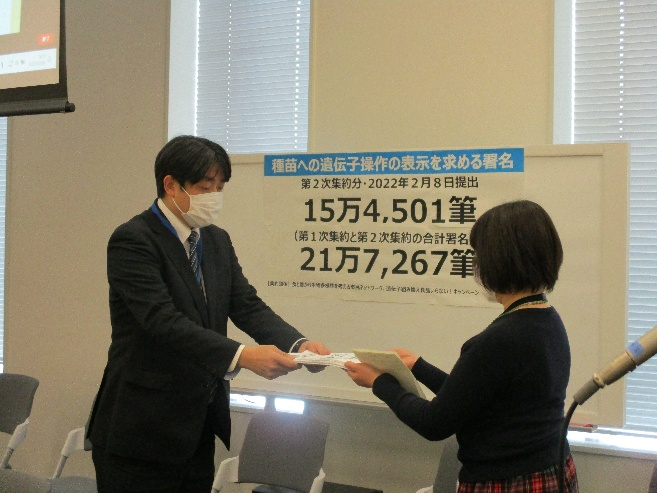 種苗への遺伝子操作の表示を求める署名
第2次集約分・2022年2月8日提出
15万4,501筆
(第1次集約と第2次集約の合計署名
21万7,267筆